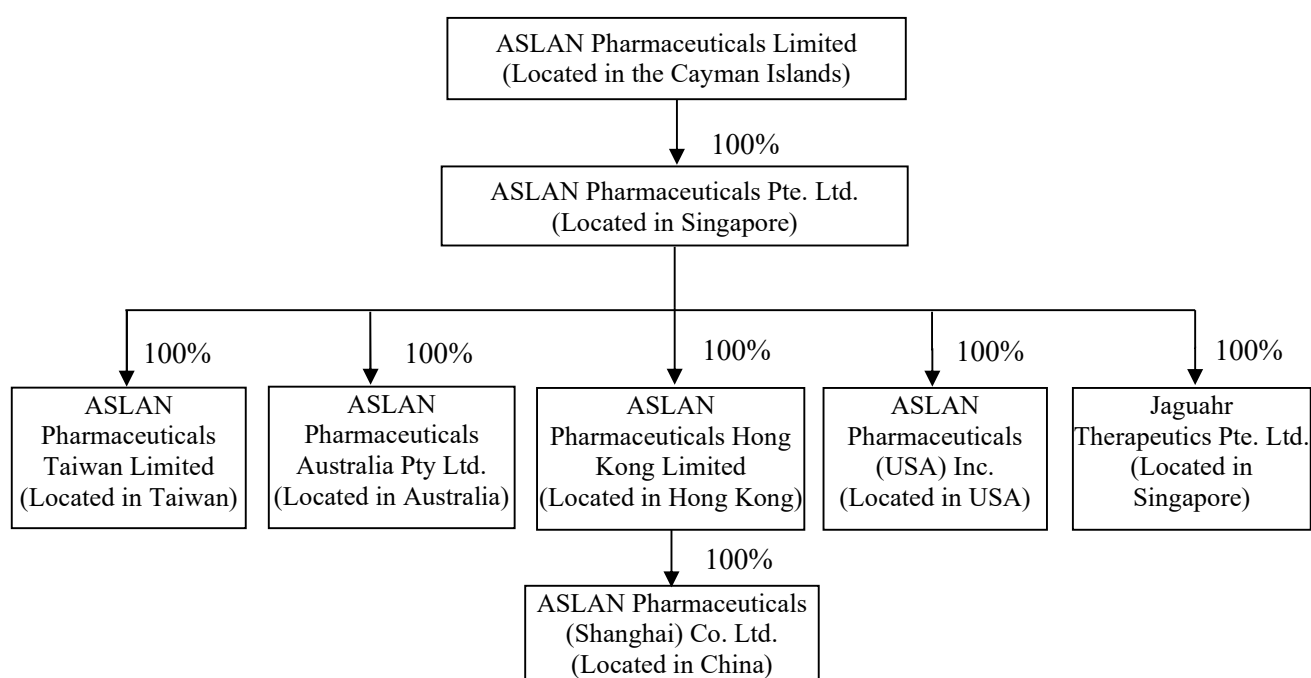 ASLAN Pharmaceuticals Limited
(Located in the Cayman Islands)
100%
ASLAN Pharmaceuticals Pte. Ltd.
(Located in Singapore)
100%
100%
100%
100%
100%
ASLAN
Pharmaceuticals
Taiwan Limited
(Located in Taiwan)
ASLAN
Pharmaceuticals
Australia Pty Ltd.
(Located in Australia)
ASLAN
Pharmaceuticals Hong
Kong Limited
(Located in Hong Kong)
ASLAN
Pharmaceuticals
(USA) Inc.
(Located in USA)
Jaguahr
Therapeutics Pte. Ltd.
(Located in
Singapore)
100%
ASLAN Pharmaceuticals
(Shanghai) Co. Ltd.
(Located in China)